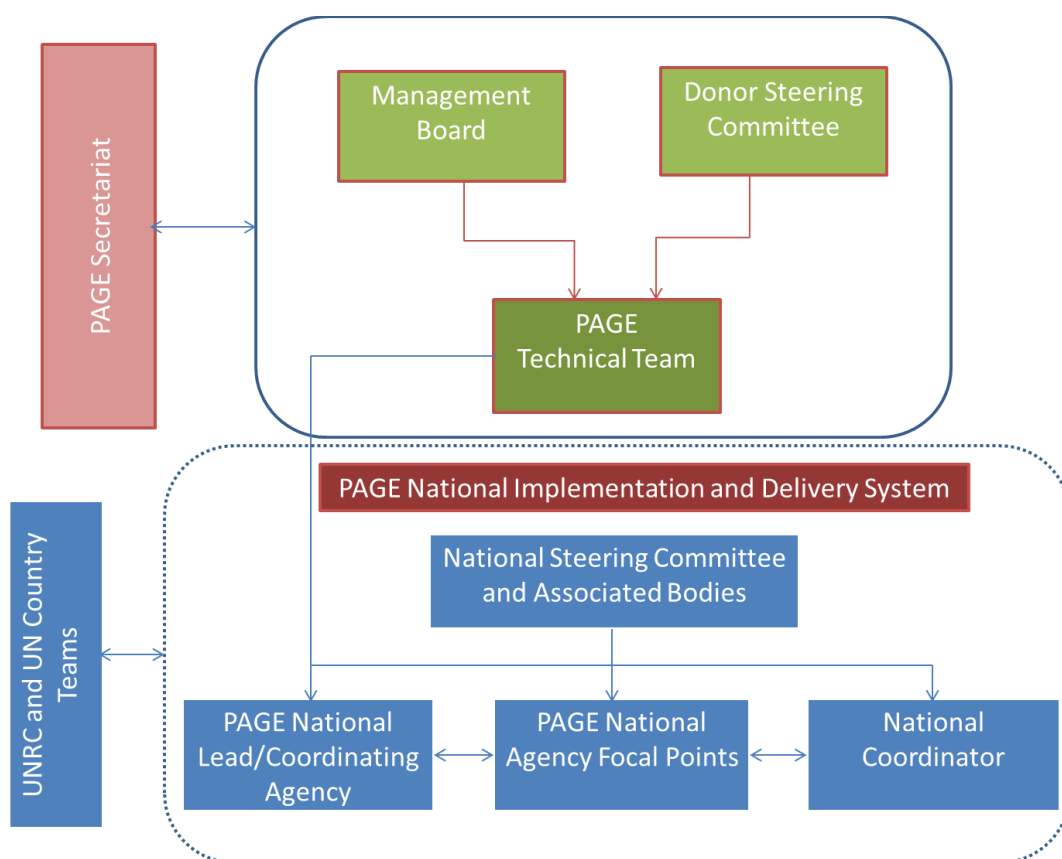 PAGE Secretariat
Management
Board
Donor Steering
Committee
PAGE
Technical Team
UNRC and UN Country
Teams
PAGE National Implementation and Delivery System
National Steering Committee
and Associated Bodies
PAGE National
Lead/Coordinating
Agency
PAGE National
Agency Focal Points
National
Coordinator